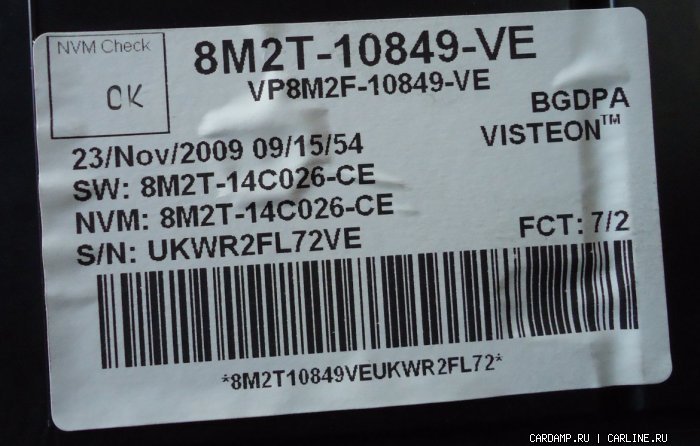 NVM Check
OK
8M2T-10849-VE
VP8M2F-10849-VE
BGDPA
VISTEON™
23/Nov/2009 09/15/54
SW: 8M2T-14C026-CE
NVM: 8M2T-14C026-CE
S/N: UKWR2FL72VE
FCT: 7/2
*8M2T10849VEUKWR2FL72*
CARDAMP.RU | CARLINE.RU